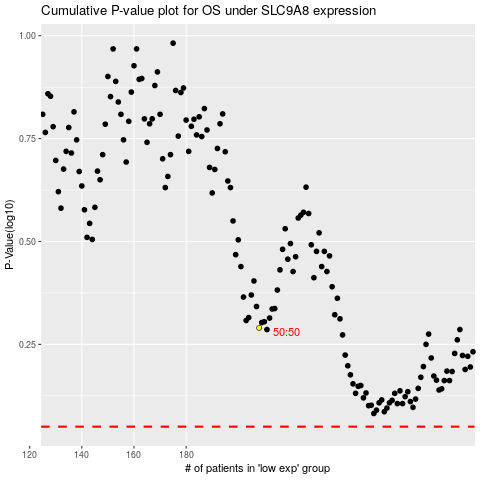 Cumulative P-value plot for OS under SLC9A8 expression
1.00
0.75
0.50
0.25
P-Value(log10)
50:50
120 140 160 180
# of patients in 'low exp' group